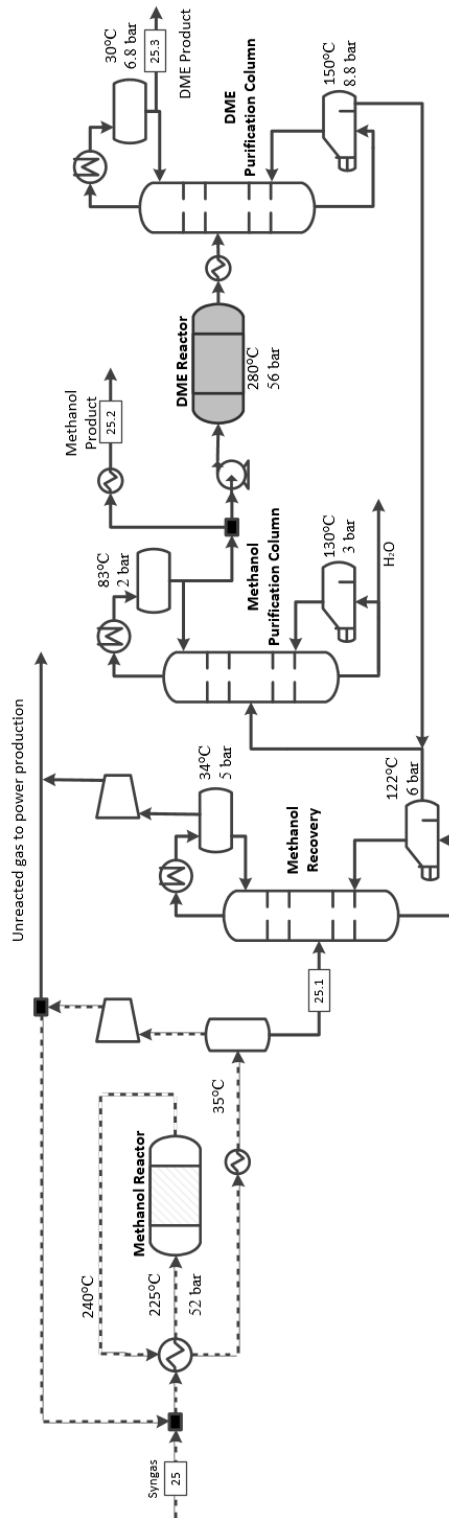 Syngas
25
240°C
225°C
52 bar
Methanol Reactor
35°C
Unreacted gas to power production
25.1
Methanol
Recovery
34°C
5 bar
122°C
6 bar
83°C
2 bar
Methanol
Purification Column
130°C
3 bar
H₂O
Methanol
Product
25.2
DME Reactor
280°C
56 bar
DME
Purification Column
30°C
6.8 bar
25.3
DME Product
150°C
8.8 bar